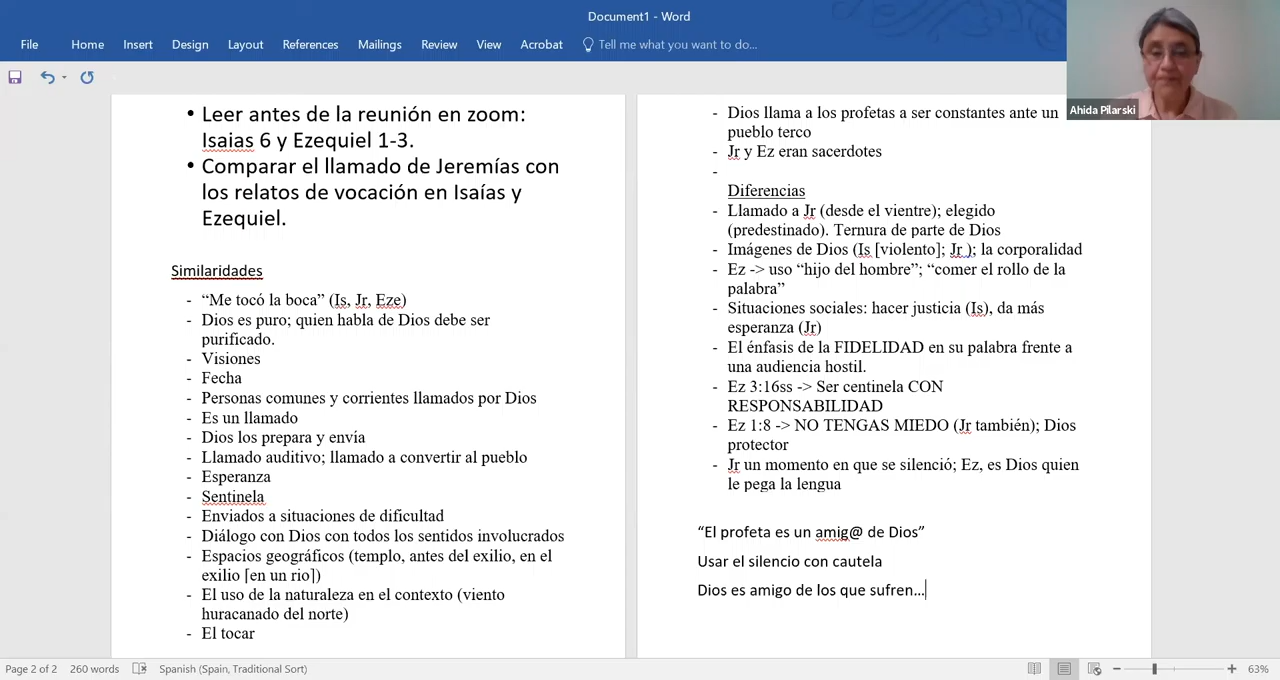 Document1 - Word
File Home Insert Design Layout References Mailings Review View Acrobat Tell me what you want to do...
Ahida Pilarski
• Leer antes de la reunión en zoom:
Isaias 6 y Ezequiel 1-3.
• Comparar el llamado de Jeremías con
los relatos de vocación en Isaías y
Ezequiel.
Similaridades
- “Me tocó la boca” (Is, Jr, Eze)
- Dios es puro; quien habla de Dios debe ser
purificado.
- Visiones
- Fecha
- Personas comunes y corrientes llamados por Dios
- Es un llamado
- Dios los prepara y envía
- Llamado auditivo; llamado a convertir al pueblo
- Esperanza
- Sentinela
- Enviados a situaciones de dificultad
- Diálogo con Dios con todos los sentidos involucrados
- Espacios geográficos (templo, antes del exilio, en el
exilio [en un rio])
- El uso de la naturaleza en el contexto (viento
huracanado del norte)
- El tocar
- Dios llama a los profetas a ser constantes ante un
pueblo terco
- Jr y Ez eran sacerdotes
-
Diferencias
- Llamado a Jr (desde el vientre); elegido
(predestinado). Ternura de parte de Dios
- Imágenes de Dios (Is [violento]; Jr ); la corporalidad
- Ez -> uso “hijo del hombre”; “comer el rollo de la
palabra”
- Situaciones sociales: hacer justicia (Is), da más
esperanza (Jr)
- El énfasis de la FIDELIDAD en su palabra frente a
una audiencia hostil.
- Ez 3:16ss -> Ser centinela CON
RESPONSABILIDAD
- Ez 1:8 -> NO TENGAS MIEDO (Jr también); Dios
protector
- Jr un momento en que se silenció; Ez, es Dios quien
le pega la lengua
“El profeta es un amig@ de Dios”
Usar el silencio con cautela
Dios es amigo de los que sufren...
Page 2 of 2 260 words Spanish (Spain, Traditional Sort) 63%